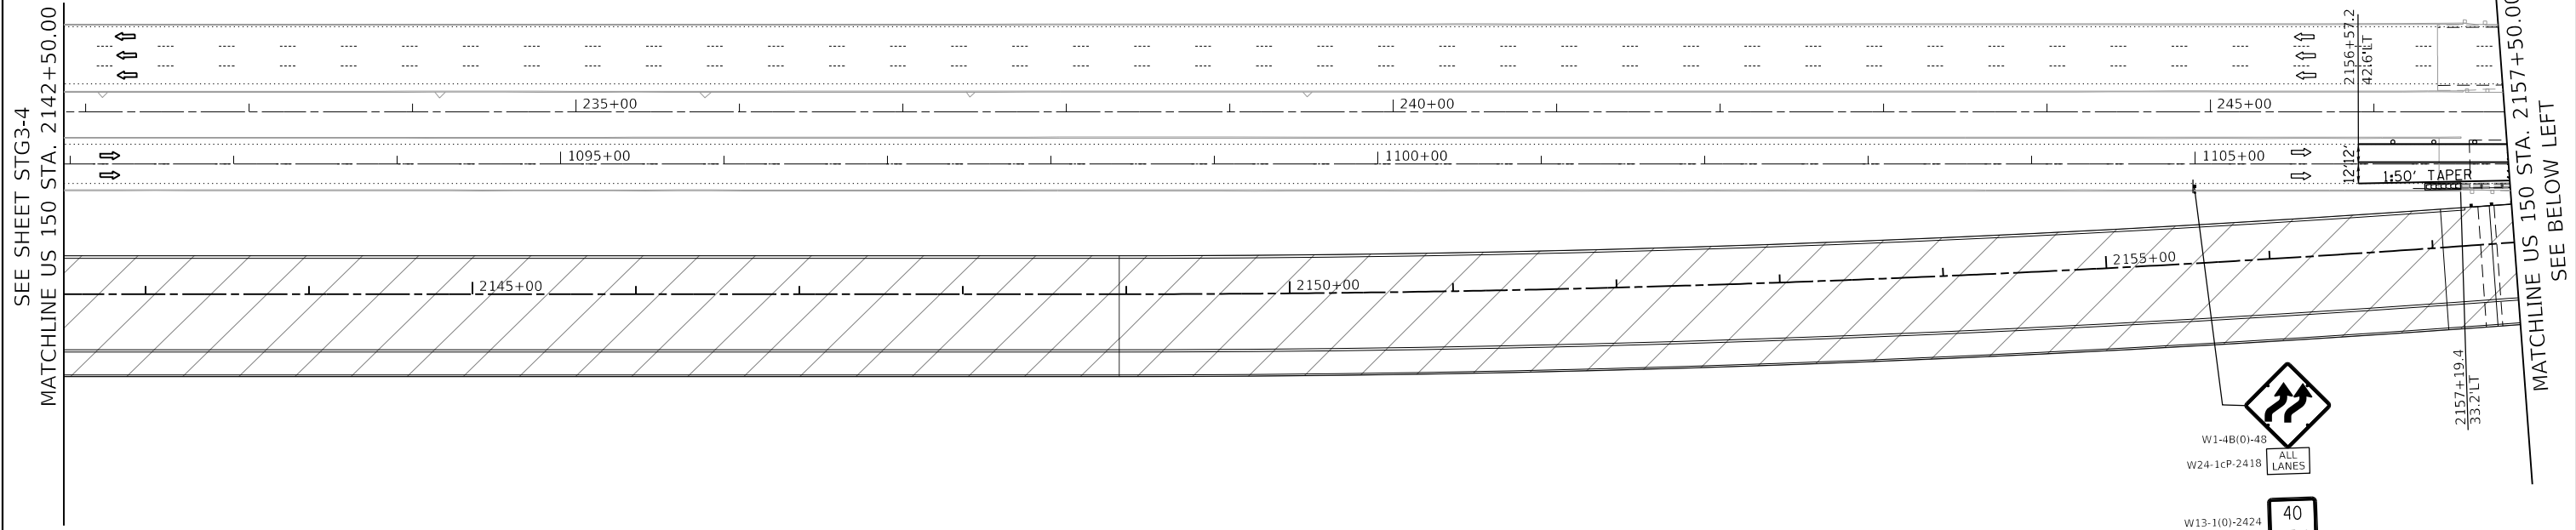 SEE SHEET STG3-4
MATCHLINE US 150 STA. 2142+50.00
235+00
240+00
245+00
1095+00
1100+00
1105+00
2156+57.2
42.6'LT
12'
12'
1:50' TAPER
2145+00
2150+00
2155+00
2157+19.4
33.2'LT
MATCHLINE US 150 STA. 2157+50.00
SEE BELOW LEFT
W1-4B(0)-48
W24-1cP-2418
ALL
LANES
W13-1(0)-2424
40